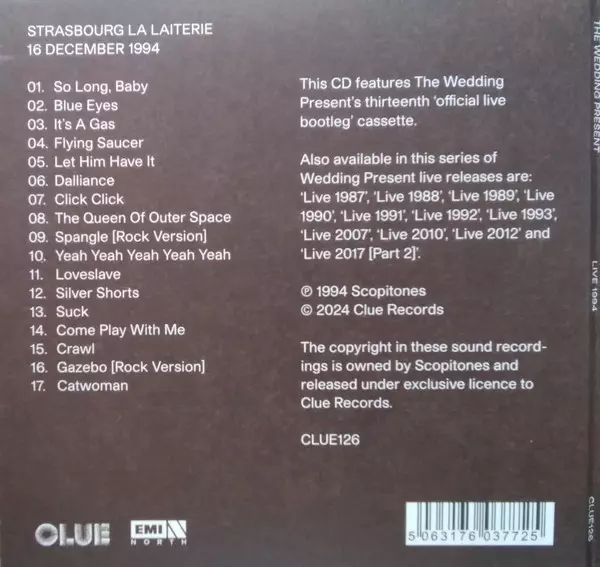 STRASBOURG LA LAITERIE
16 DECEMBER 1994
01. So Long, Baby
02. Blue Eyes
03. It's A Gas
04. Flying Saucer
05. Let Him Have It
06. Dalliance
07. Click Click
08. The Queen Of Outer Space
09. Spangle [Rock Version]
10. Yeah Yeah Yeah Yeah Yeah
11. Loveslave
12. Silver Shorts
13. Suck
14. Come Play With Me
15. Crawl
16. Gazebo [Rock Version]
17. Catwoman
This CD features The Wedding
Present's thirteenth 'official live
bootleg' cassette.
Also available in this series of
Wedding Present live releases are:
'Live 1987', 'Live 1988', 'Live 1989', 'Live
1990', 'Live 1991', 'Live 1992', 'Live 1993',
'Live 2007', 'Live 2010', 'Live 2012' and
'Live 2017 [Part 2]'.
℗ 1994 Scopitones
© 2024 Clue Records
The copyright in these sound record-
ings is owned by Scopitones and
released under exclusive licence to
Clue Records.
CLUE126
CLUE
EMI N
NORTH
5 063176 037725
THE WEDDING PRESENT
LIVE 1994
CLUE126